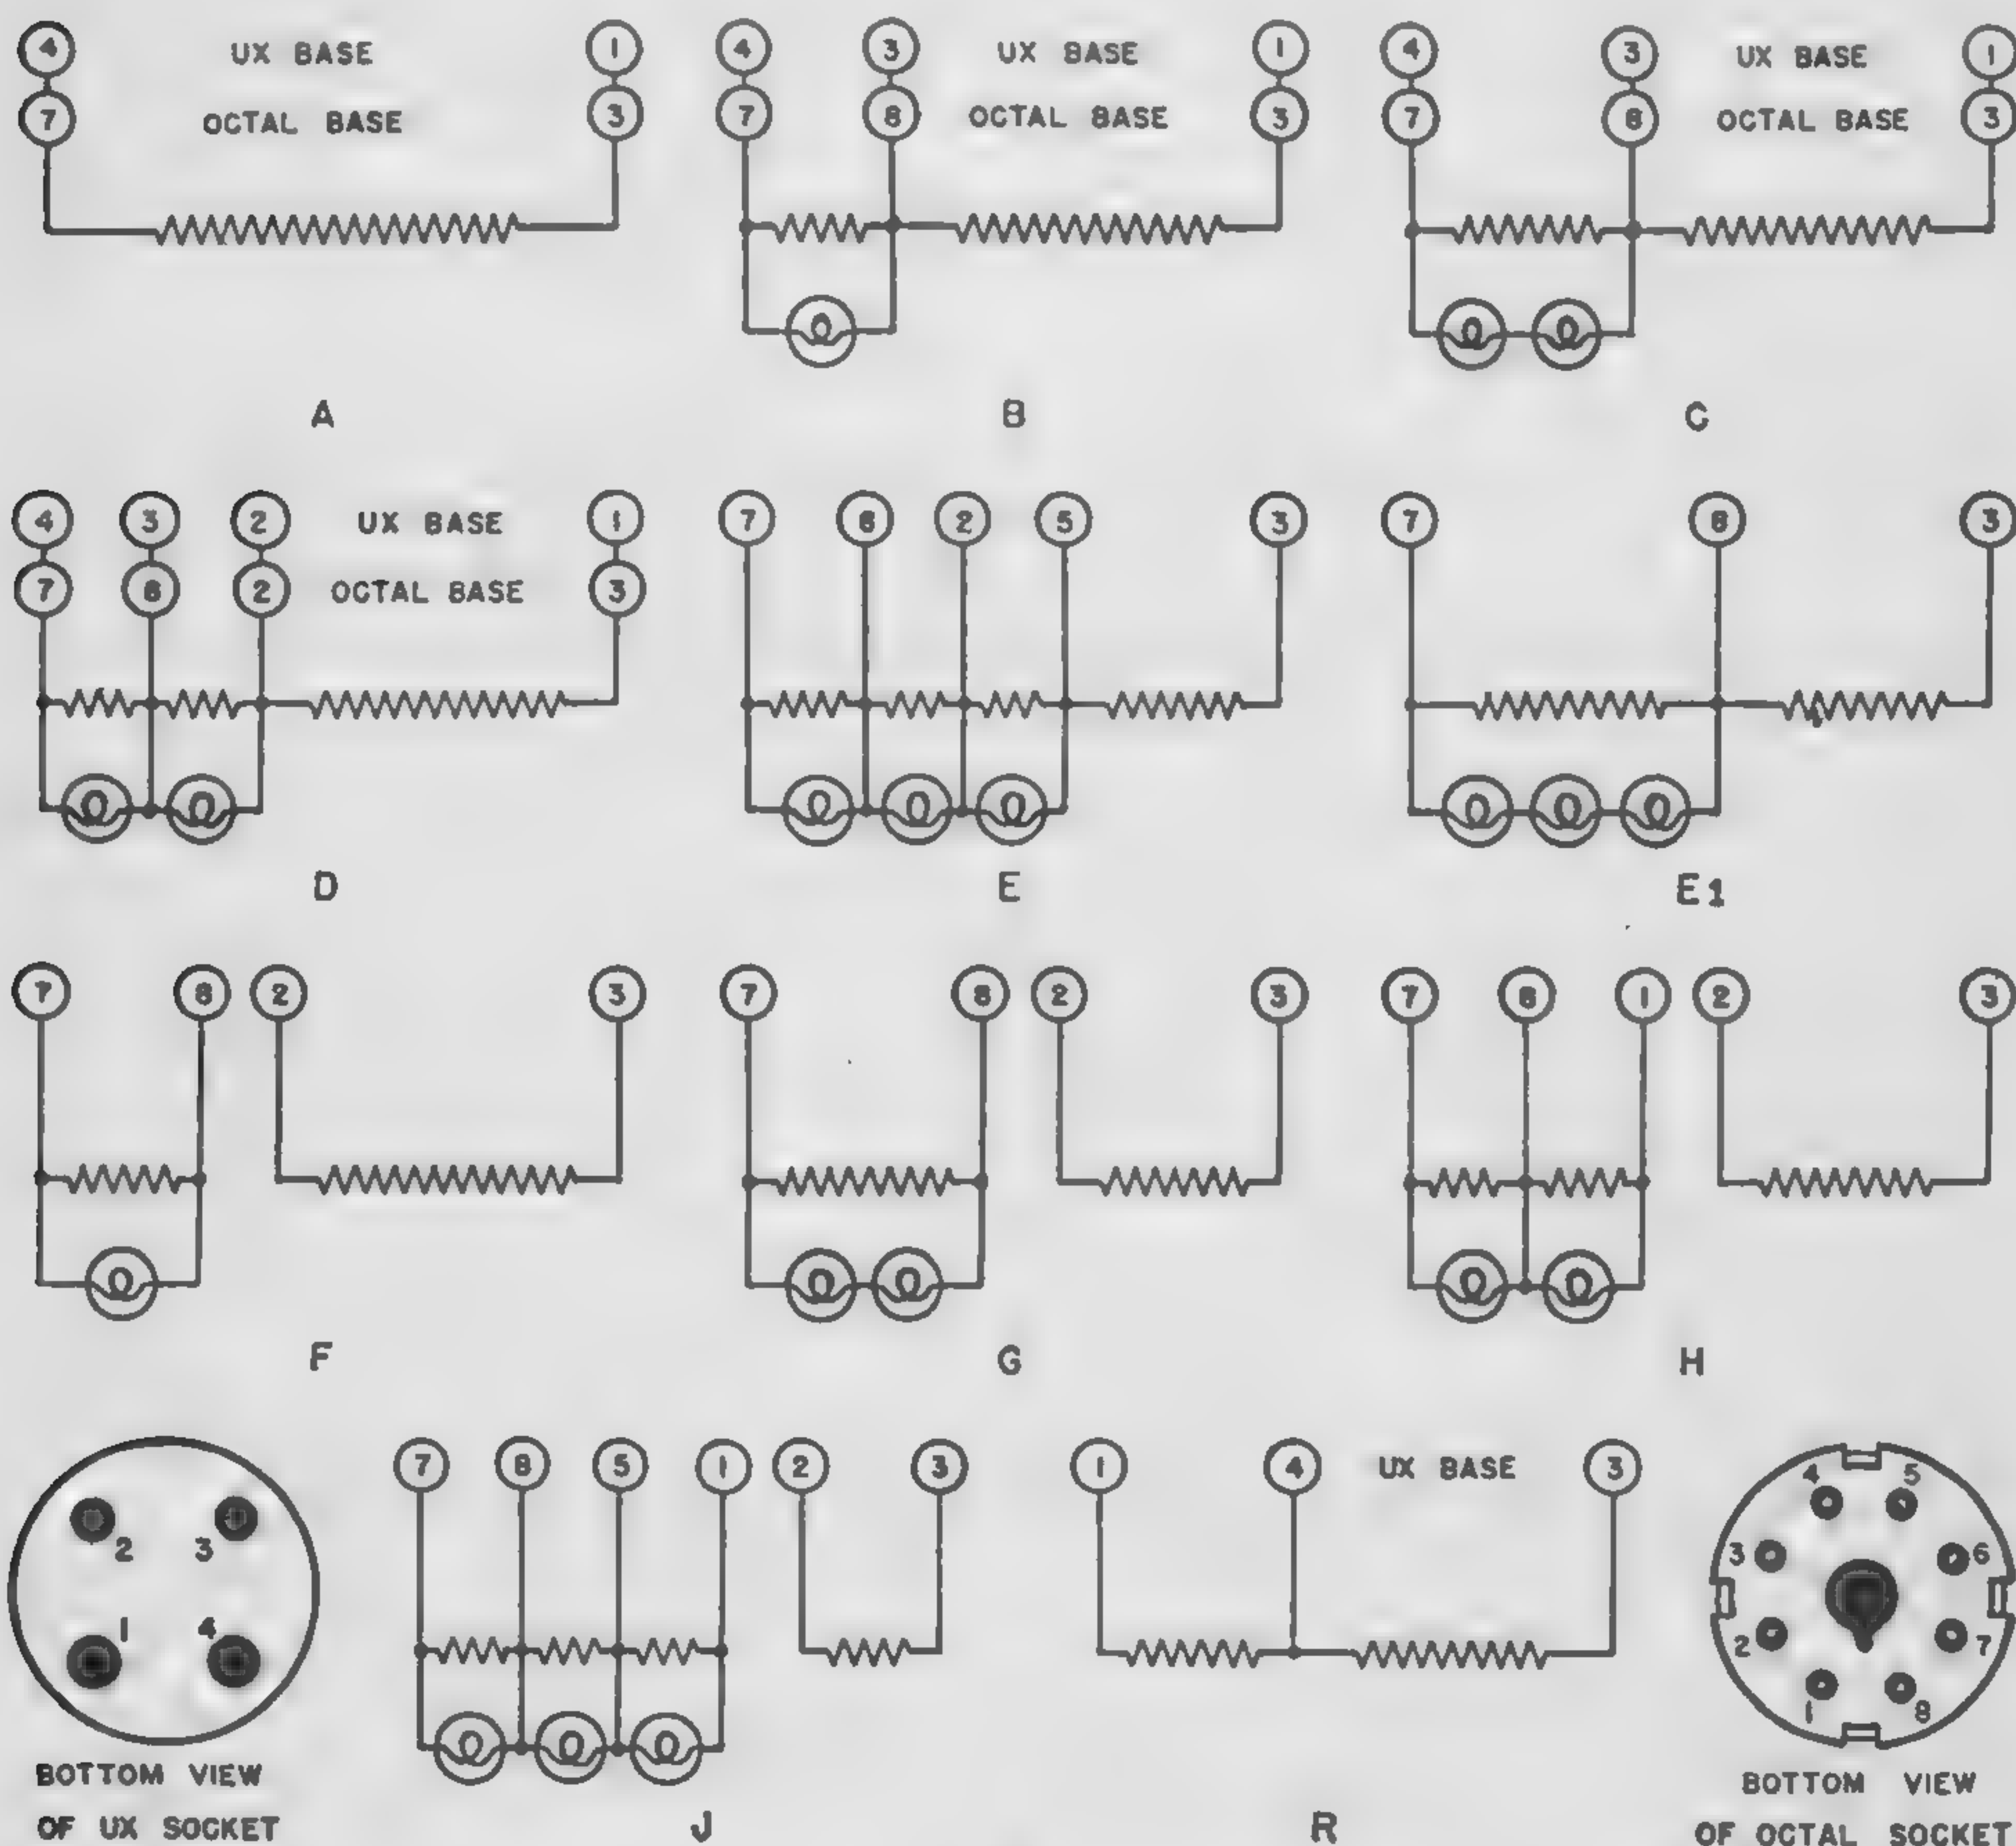 4 UX BASE 1
7 OCTAL BASE 3
A
4 3 UX BASE 1
7 8 OCTAL BASE 3
B
4 3 UX BASE 1
7 8 OCTAL BASE 3
C
4 3 2 UX BASE 1
7 8 2 OCTAL BASE 3
D
7 8 2 5 3
E
7 8 3
E1
7 8 2 3
F
7 8 2 3
G
7 8 1 2 3
H
2 3
1 4
BOTTOM VIEW
OF UX SOCKET
7 8 5 1 2 3
J
1 4 UX BASE 3
R
4 5
3 6
2 7
1 8
BOTTOM VIEW
OF OCTAL SOCKET